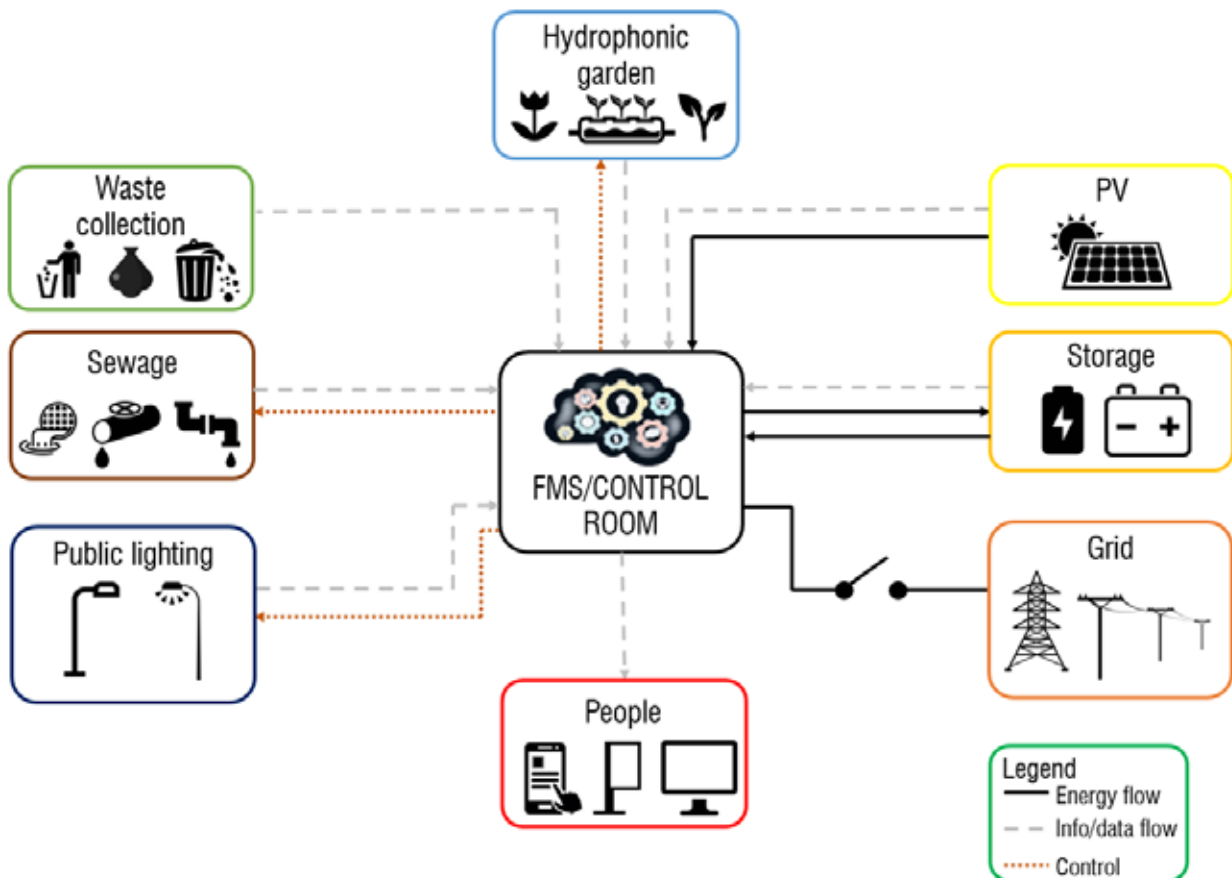 Hydrophonic
garden
Waste
collection
PV
Sewage
Storage
FMS/CONTROL
ROOM
Public lighting
Grid
People
Legend
Energy flow
Info/data flow
Control